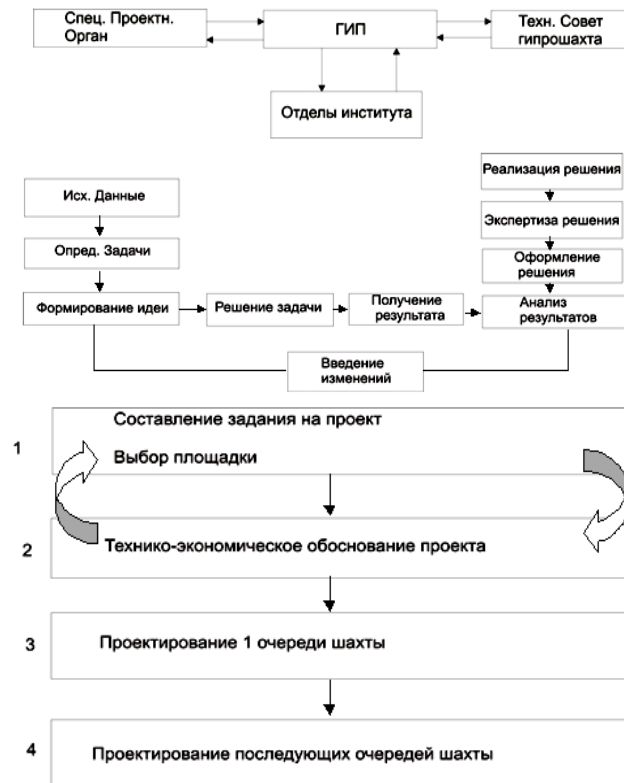 Спец. Проектн.
Орган
ГИП
Техн. Совет
гипрошахта
Отделы института
Исх. Данные
Опред. Задачи
Формирование идеи
Решение задачи
Получение
результата
Реализация решения
Экспертиза решения
Оформление
решения
Анализ
результатов
Введение
изменений
1
Составление задания на проект
Выбор площадки
2
Технико-экономическое обоснование проекта
3
Проектирование 1 очереди шахты
4
Проектирование последующих очередей шахты